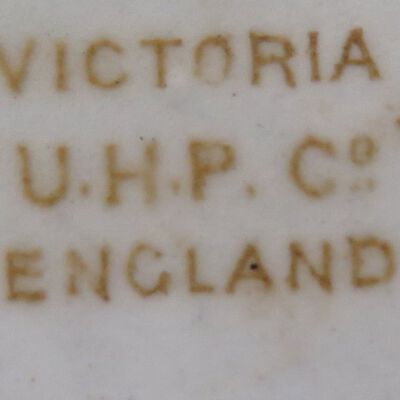 VICTORIA
U.H.P. Cº
ENGLAND